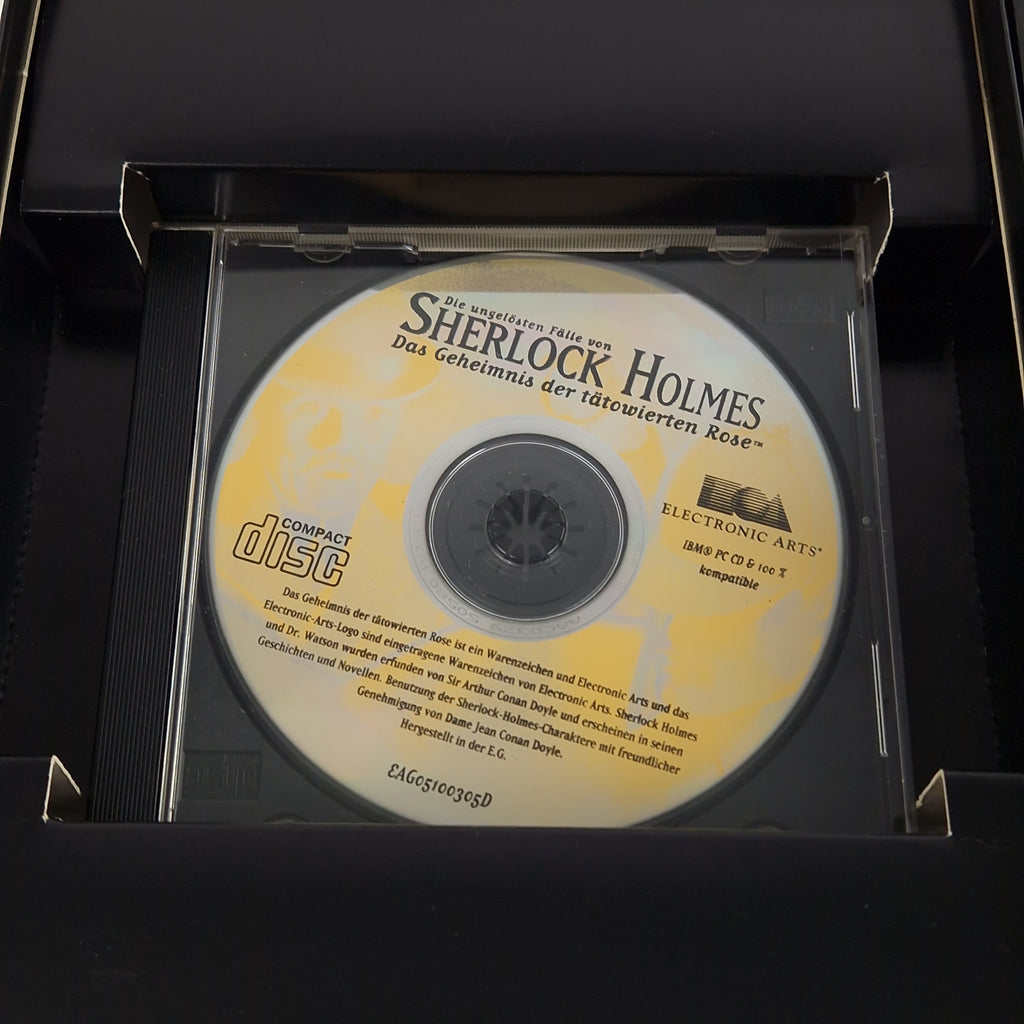 Die ungelösten Fälle von
SHERLOCK HOLMES
Das Geheimnis der tätowierten Rose™
ELECTRONIC ARTS®
IBM® PC CD & 100 %
kompatible
COMPACT
disc
Das Geheimnis der tätowierten Rose ist ein Warenzeichen und Electronic Arts und das
Electronic-Arts-Logo sind eingetragene Warenzeichen von Electronic Arts. Sherlock Holmes
und Dr. Watson wurden erfunden von Sir Arthur Conan Doyle und erscheinen in seinen
Geschichten und Novellen. Benutzung der Sherlock-Holmes-Charaktere mit freundlicher
Genehmigung von Dame Jean Conan Doyle.
Hergestellt in der E.G.
EAG05100305D